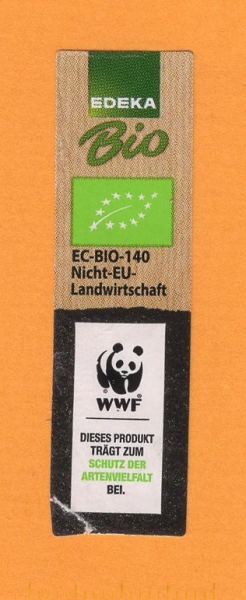 EDEKA
Bio
EC-BIO-140
Nicht-EU-
Landwirtschaft
WWF
DIESES PRODUKT
TRÄGT ZUM
SCHUTZ DER
ARTENVIELFALT
BEI.